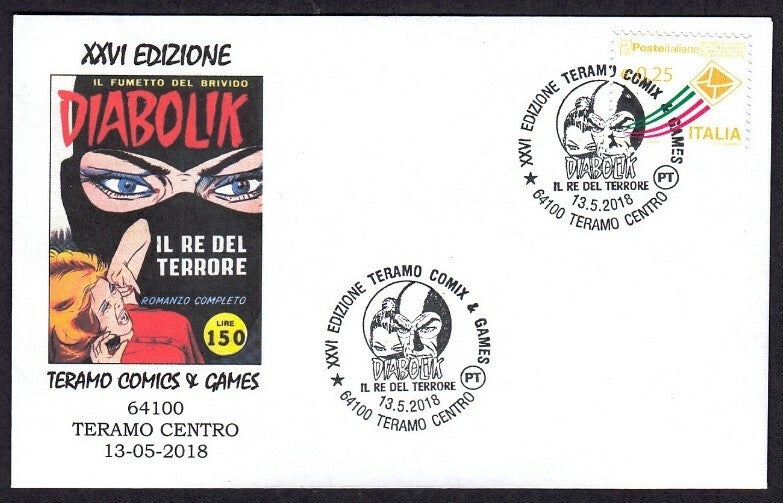 XXVI EDIZIONE
IL FUMETTO DEL BRIVIDO
DIABOLIK
IL RE DEL
TERRORE
ROMANZO COMPLETO
LIRE
150
TERAMO COMICS & GAMES
64100
TERAMO CENTRO
13-05-2018
Posteitaliane
€ 0,25
ITALIA
XXVI EDIZIONE TERAMO COMIX & GAMES
DIABOLIK
IL RE DEL TERRORE
13.5.2018
PT
★ 64100 TERAMO CENTRO
XXVI EDIZIONE TERAMO COMIX & GAMES
DIABOLIK
IL RE DEL TERRORE
13.5.2018
PT
★ 64100 TERAMO CENTRO